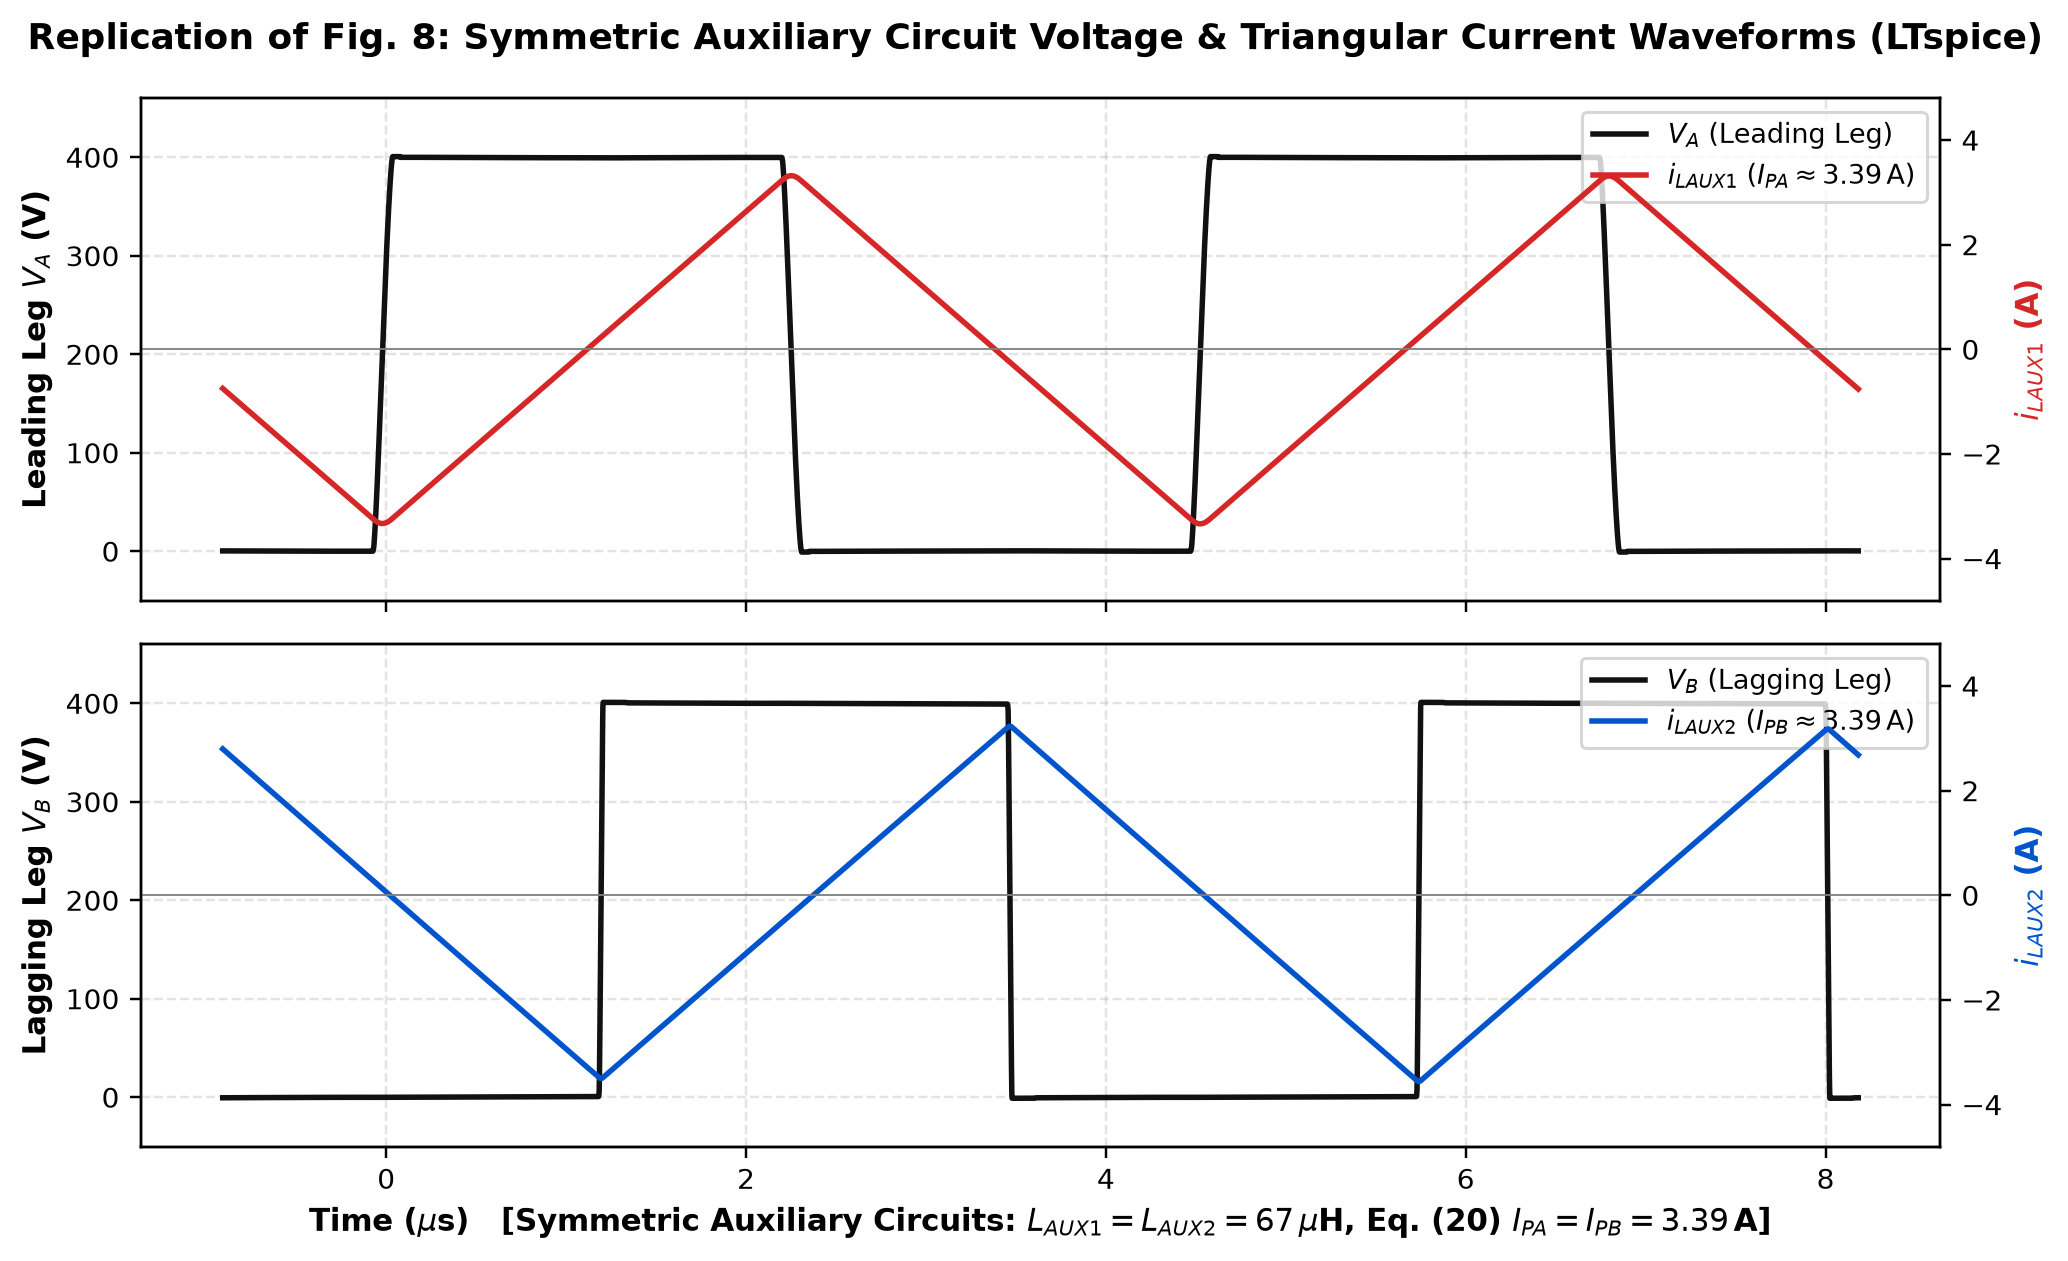 Replication of Fig. 8: Symmetric Auxiliary Circuit Voltage & Triangular Current Waveforms (LTspice)
Leading Leg V_A (V)
400
300
200
100
0
V_A (Leading Leg)
i_LAUX1 (I_PA ≈ 3.39 A)
4
2
0
−2
−4
i_LAUX1 (A)
Lagging Leg V_B (V)
400
300
200
100
0
V_B (Lagging Leg)
i_LAUX2 (I_PB ≈ 3.39 A)
4
2
0
−2
−4
i_LAUX2 (A)
0 2 4 6 8
Time (μs) [Symmetric Auxiliary Circuits: L_AUX1 = L_AUX2 = 67 μH, Eq. (20) I_PA = I_PB = 3.39 A]